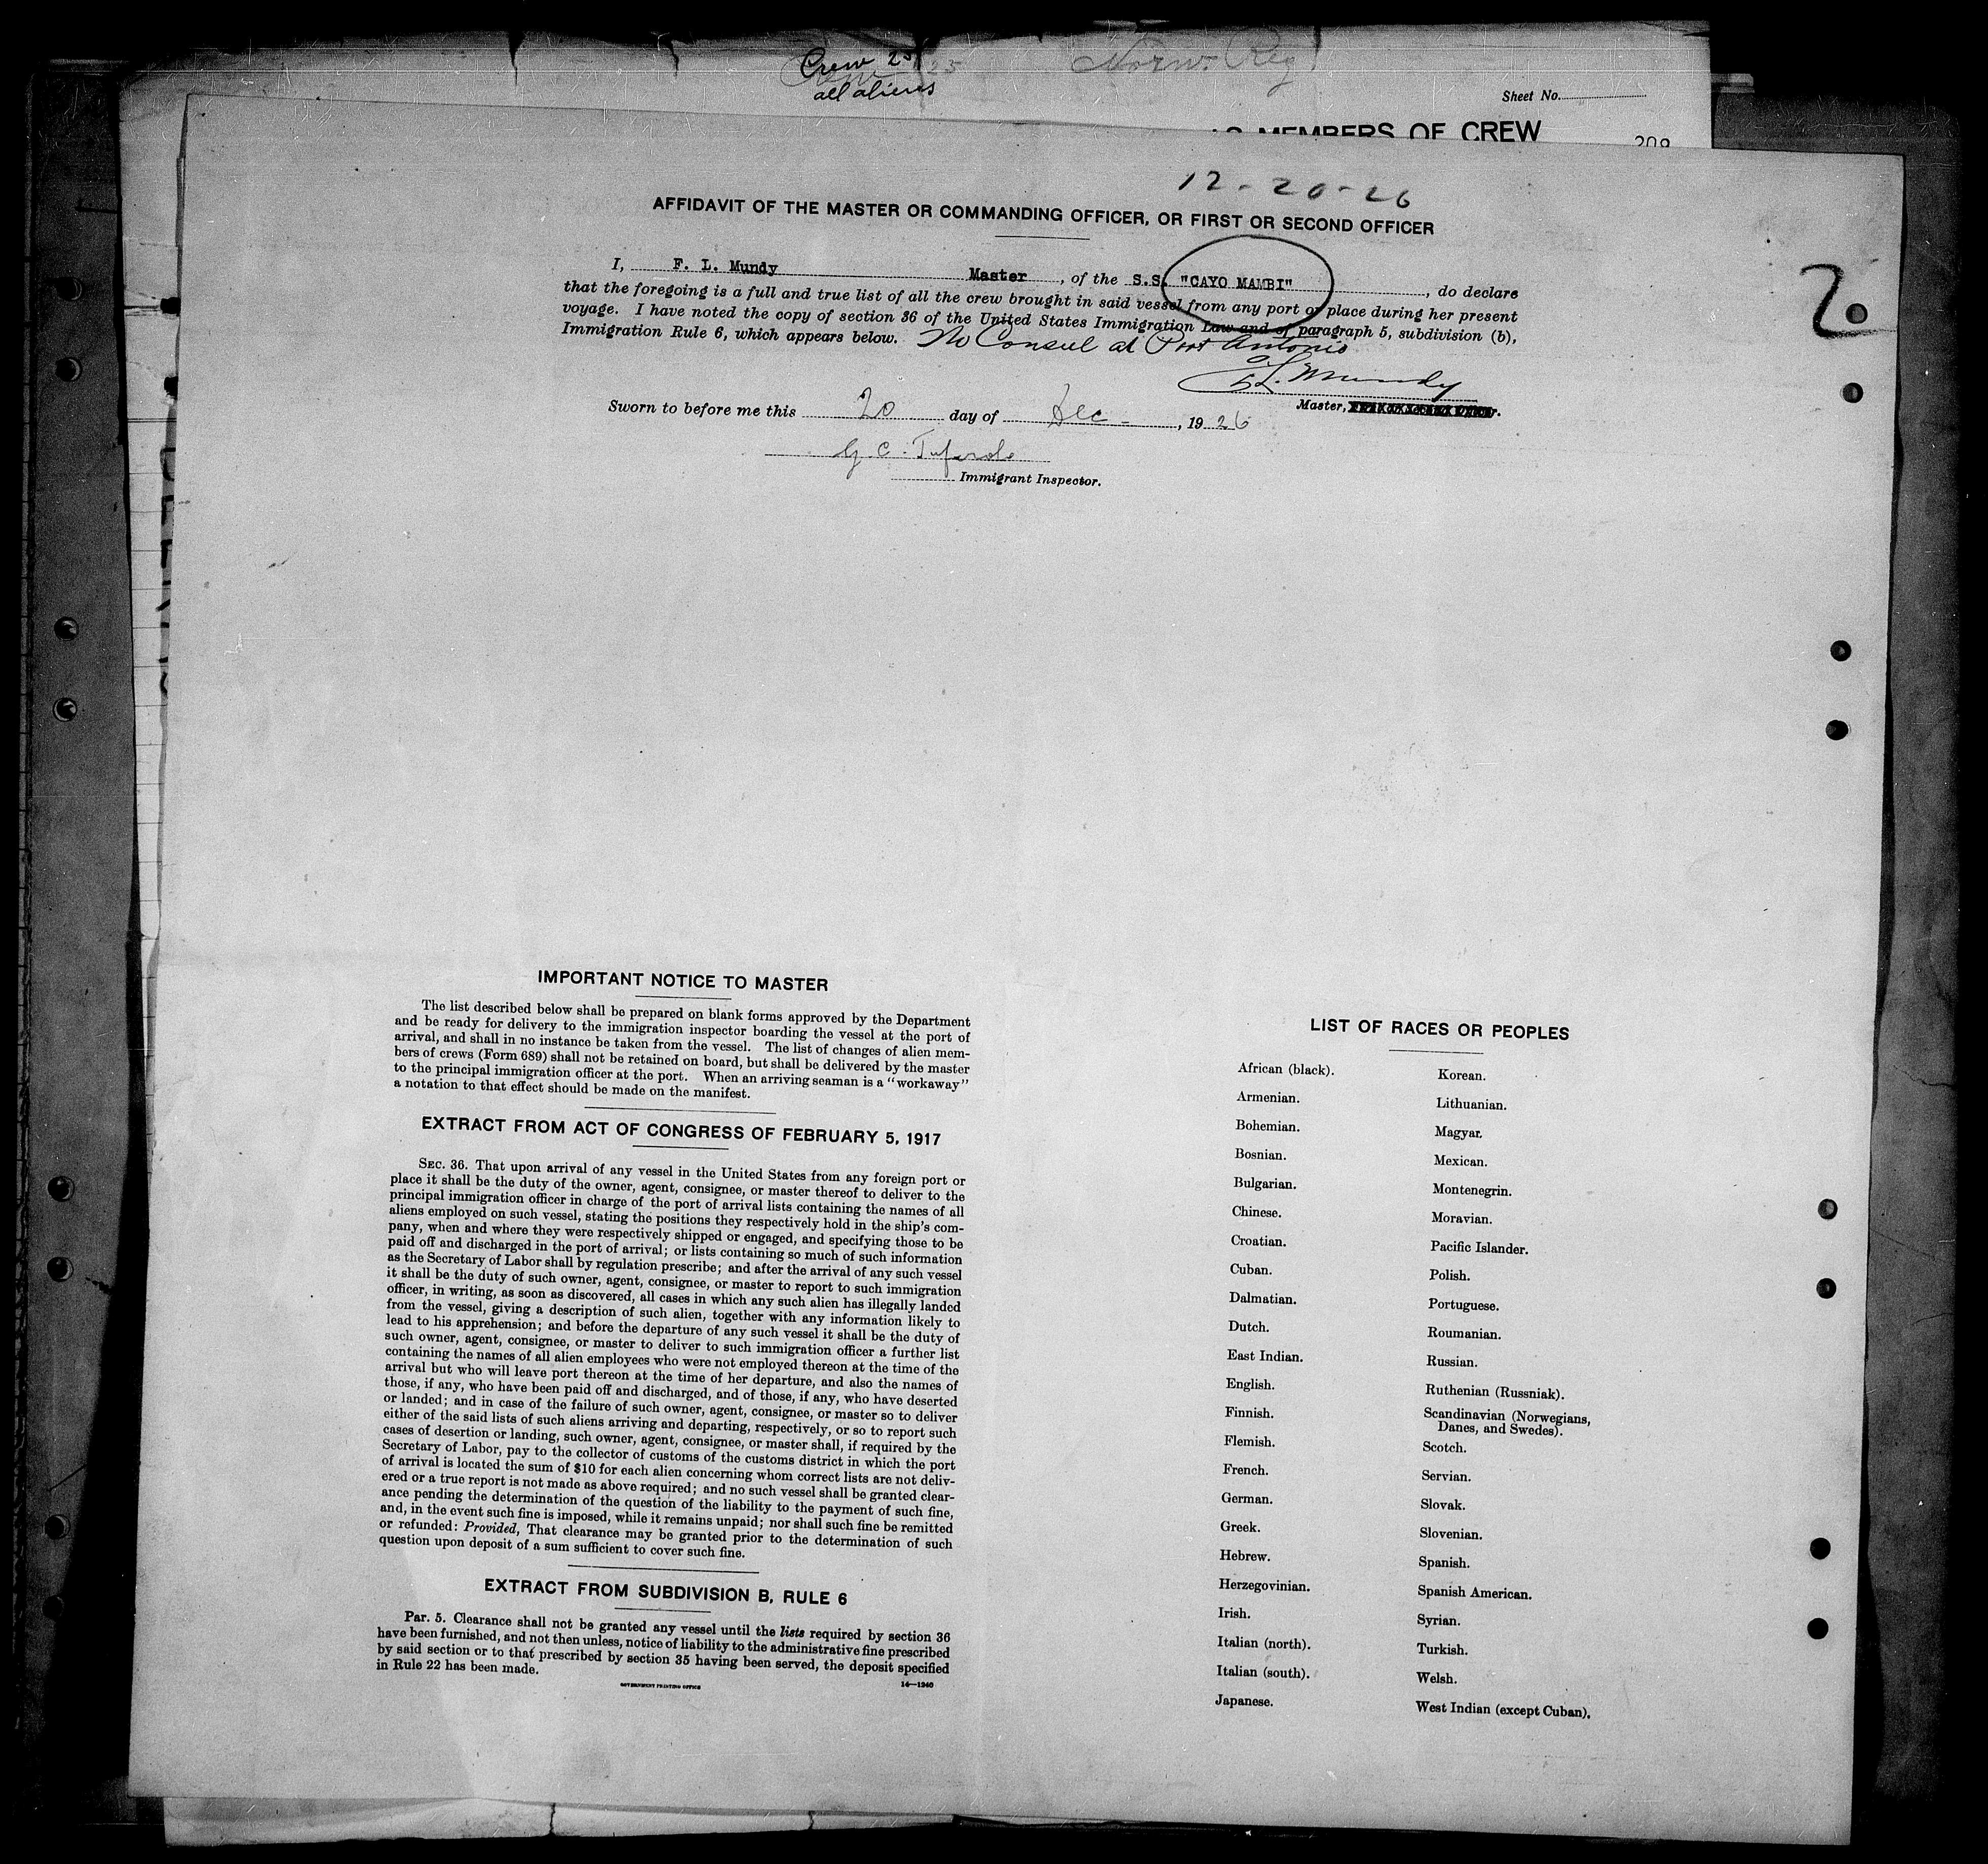 Crew 25
all aliens
Norw. Reg
Sheet No.
MEMBERS OF CREW
209
12-20-26
AFFIDAVIT OF THE MASTER OR COMMANDING OFFICER, OR FIRST OR SECOND OFFICER
I, F. L. Mundy Master, of the S.S. "CAYO MAMBI", do declare
that the foregoing is a full and true list of all the crew brought in said vessel from any port or place during her present
voyage. I have noted the copy of section 36 of the United States Immigration Law and of paragraph 5, subdivision (b),
Immigration Rule 6, which appears below. No Consul at Port Antonio
F.L. Mundy
Master,
Sworn to before me this 20 day of Dec, 1926
G. C.
Immigrant Inspector.
2
IMPORTANT NOTICE TO MASTER
The list described below shall be prepared on blank forms approved by the Department
and be ready for delivery to the immigration inspector boarding the vessel at the port of
arrival, and shall in no instance be taken from the vessel. The list of changes of alien mem-
bers of crews (Form 689) shall not be retained on board, but shall be delivered by the master
to the principal immigration officer at the port. When an arriving seaman is a "workaway"
a notation to that effect should be made on the manifest.
EXTRACT FROM ACT OF CONGRESS OF FEBRUARY 5, 1917
SEC. 36. That upon arrival of any vessel in the United States from any foreign port or
place it shall be the duty of the owner, agent, consignee, or master thereof to deliver to the
principal immigration officer in charge of the port of arrival lists containing the names of all
aliens employed on such vessel, stating the positions they respectively hold in the ship's com-
pany, when and where they were respectively shipped or engaged, and specifying those to be
paid off and discharged in the port of arrival; or lists containing so much of such information
as the Secretary of Labor shall by regulation prescribe; and after the arrival of any such vessel
it shall be the duty of such owner, agent, consignee, or master to report to such immigration
officer, in writing, as soon as discovered, all cases in which any such alien has illegally landed
from the vessel, giving a description of such alien, together with any information likely to
lead to his apprehension; and before the departure of any such vessel it shall be the duty of
such owner, agent, consignee, or master to deliver to such immigration officer a further list
containing the names of all alien employees who were not employed thereon at the time of the
arrival but who will leave port thereon at the time of her departure, and also the names of
those, if any, who have been paid off and discharged, and of those, if any, who have deserted
or landed; and in case of the failure of such owner, agent, consignee, or master so to deliver
either of the said lists of such aliens arriving and departing, respectively, or so to report such
cases of desertion or landing, such owner, agent, consignee, or master shall, if required by the
Secretary of Labor, pay to the collector of customs of the customs district in which the port
of arrival is located the sum of $10 for each alien concerning whom correct lists are not deliv-
ered or a true report is not made as above required; and no such vessel shall be granted clear-
ance pending the determination of the question of the liability to the payment of such fine,
and, in the event such fine is imposed, while it remains unpaid; nor shall such fine be remitted
or refunded: Provided, That clearance may be granted prior to the determination of such
question upon deposit of a sum sufficient to cover such fine.
EXTRACT FROM SUBDIVISION B, RULE 6
Par. 5. Clearance shall not be granted any vessel until the lists required by section 36
have been furnished, and not then unless, notice of liability to the administrative fine prescribed
by said section or to that prescribed by section 35 having been served, the deposit specified
in Rule 22 has been made.
GOVERNMENT PRINTING OFFICE 14—1240
LIST OF RACES OR PEOPLES
African (black).
Armenian.
Bohemian.
Bosnian.
Bulgarian.
Chinese.
Croatian.
Cuban.
Dalmatian.
Dutch.
East Indian.
English.
Finnish.
Flemish.
French.
German.
Greek.
Hebrew.
Herzegovinian.
Irish.
Italian (north).
Italian (south).
Japanese.
Korean.
Lithuanian.
Magyar.
Mexican.
Montenegrin.
Moravian.
Pacific Islander.
Polish.
Portuguese.
Roumanian.
Russian.
Ruthenian (Russniak).
Scandinavian (Norwegians,
Danes, and Swedes).
Scotch.
Servian.
Slovak.
Slovenian.
Spanish.
Spanish American.
Syrian.
Turkish.
Welsh.
West Indian (except Cuban).